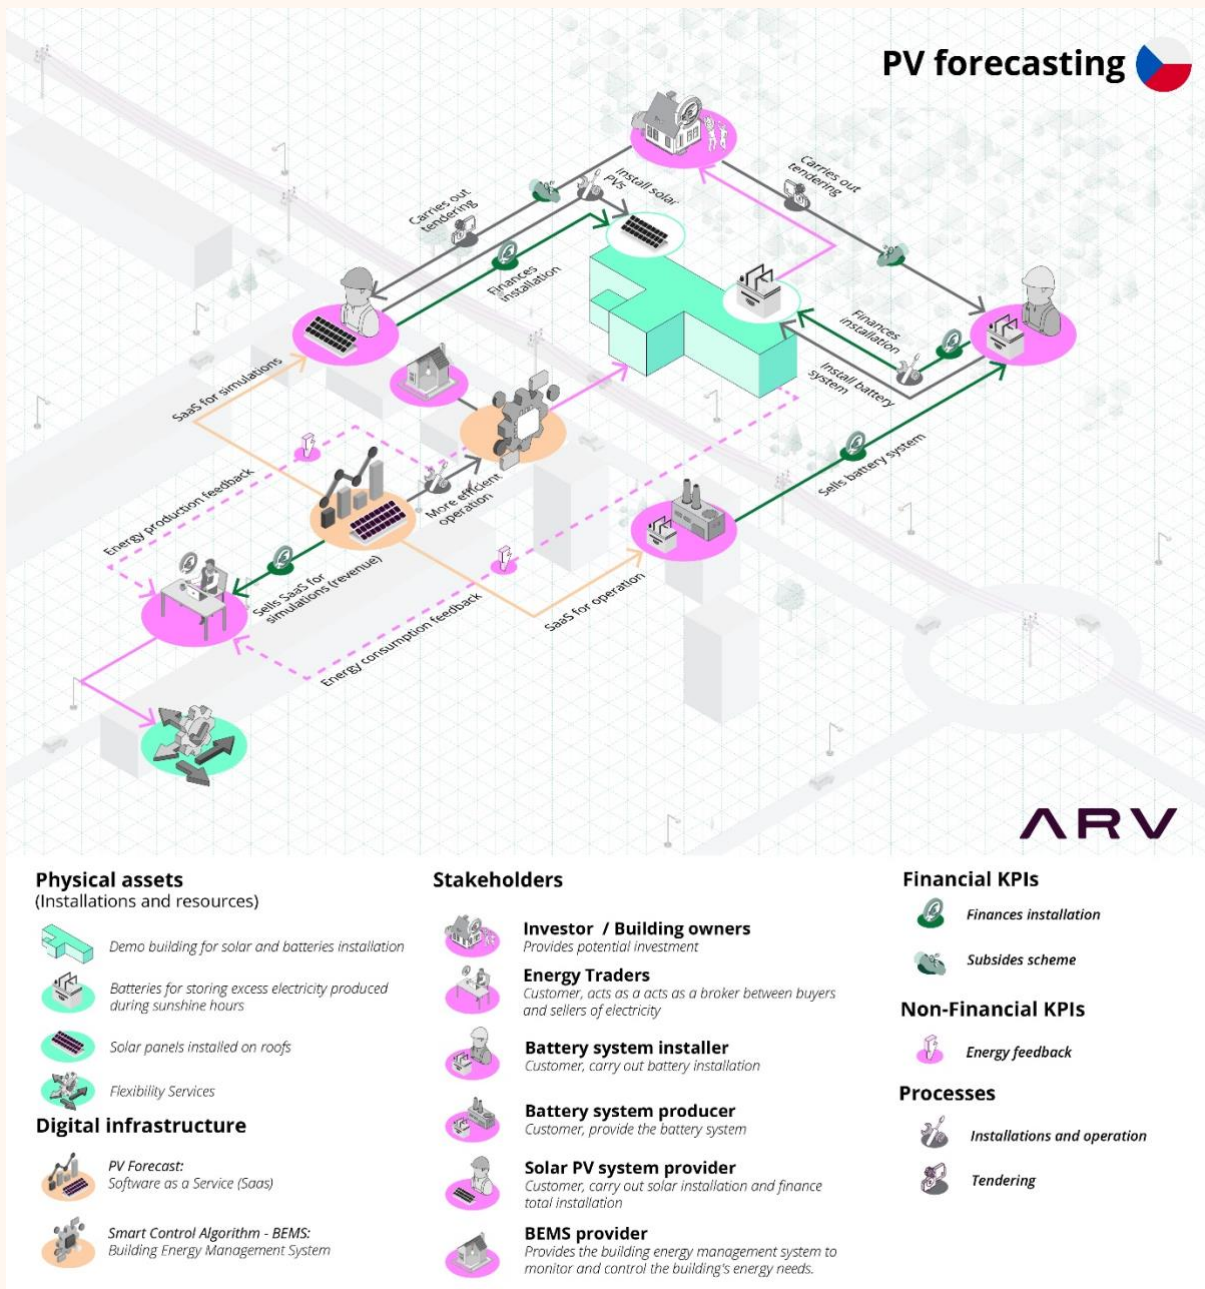 PV forecasting
Carries out
tendering
Install solar
PVs
Carries out
tendering
Finances
installation
Finances
installation
Install battery
system
SaaS for simulations
Sells battery system
Energy production feedback
More efficient
operation
Sells SaaS for
simulations (revenue)
SaaS for operation
Energy consumption feedback
ARV
Physical assets
(Installations and resources)
Demo building for solar and batteries installation
Batteries for storing excess electricity produced
during sunshine hours
Solar panels installed on roofs
Flexibility Services
Digital infrastructure
PV Forecast:
Software as a Service (Saas)
Smart Control Algorithm - BEMS:
Building Energy Management System
Stakeholders
Investor / Building owners
Provides potential investment
Energy Traders
Customer, acts as a acts as a broker between buyers
and sellers of electricity
Battery system installer
Customer, carry out battery installation
Battery system producer
Customer, provide the battery system
Solar PV system provider
Customer, carry out solar installation and finance
total installation
BEMS provider
Provides the building energy management system to
monitor and control the building's energy needs.
Financial KPIs
Finances installation
Subsides scheme
Non-Financial KPIs
Energy feedback
Processes
Installations and operation
Tendering